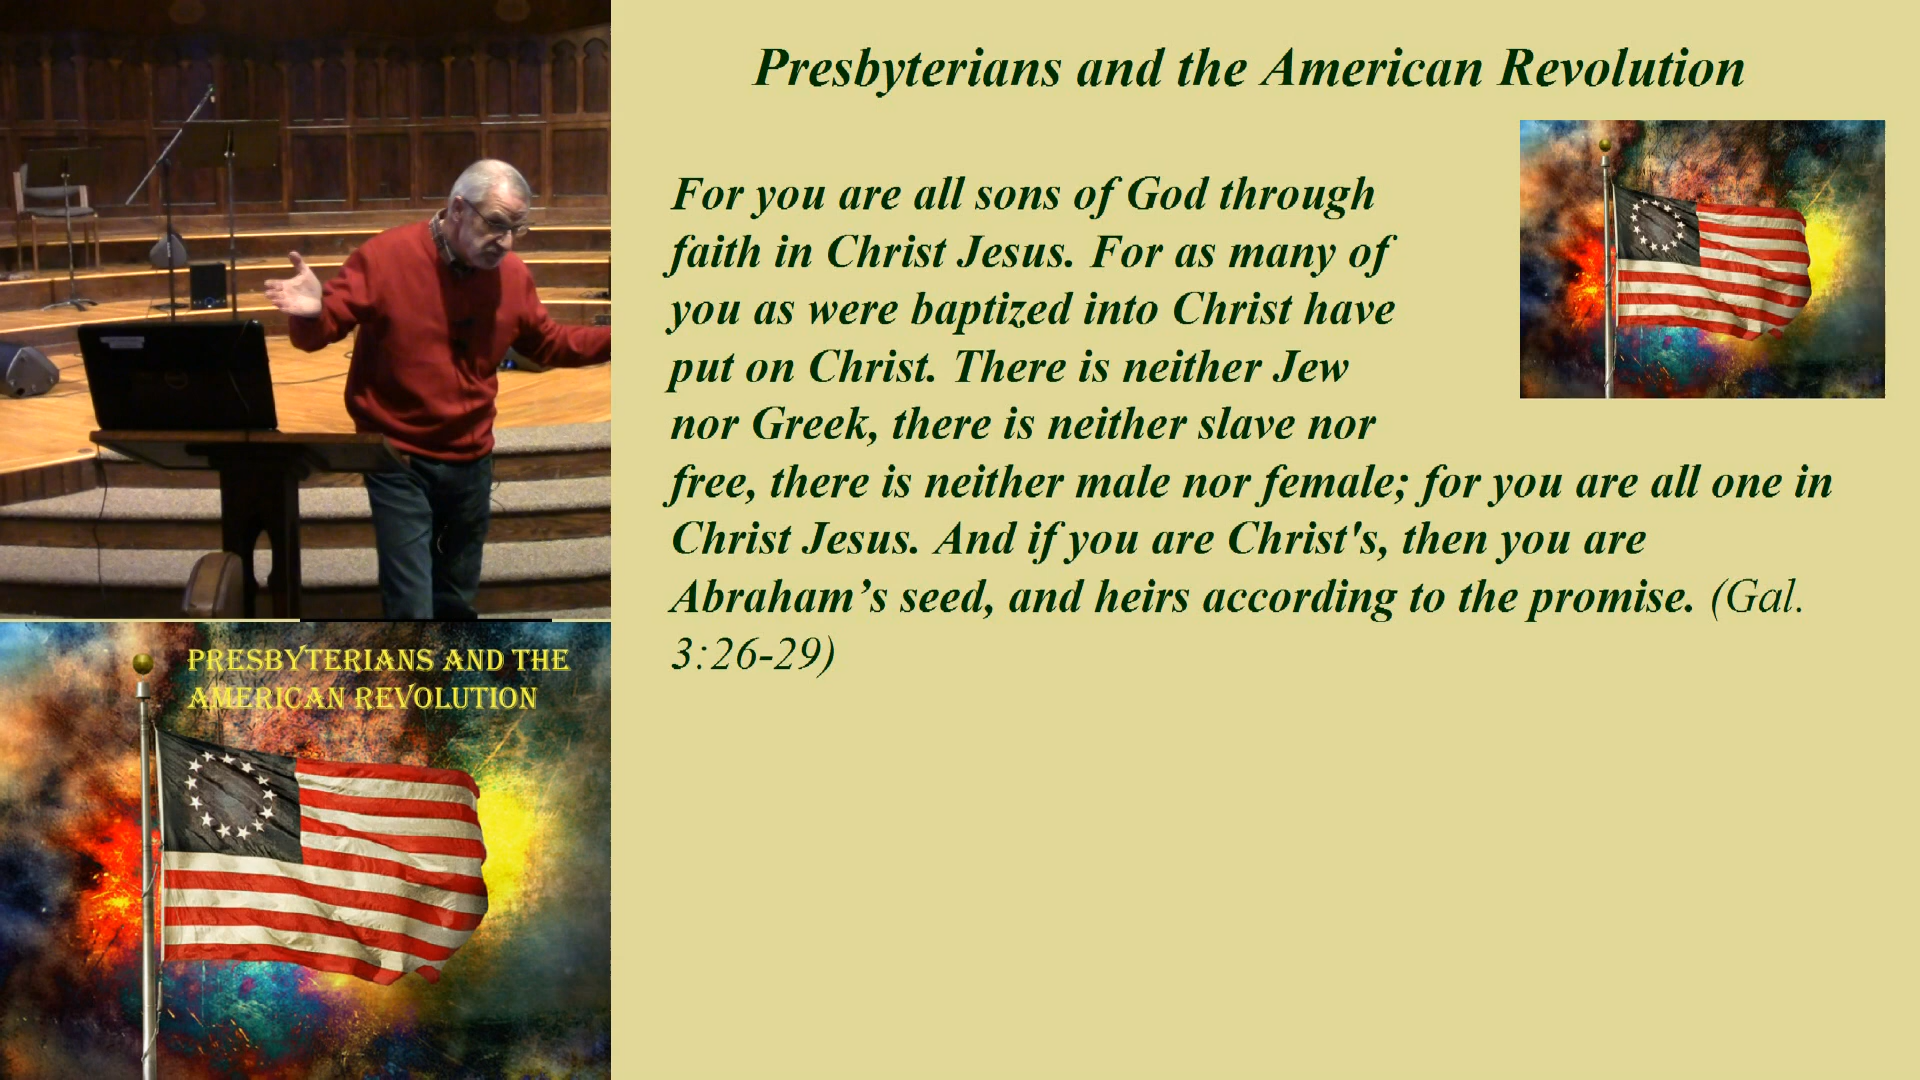 Presbyterians and the American Revolution
For you are all sons of God through
faith in Christ Jesus. For as many of
you as were baptized into Christ have
put on Christ. There is neither Jew
nor Greek, there is neither slave nor
free, there is neither male nor female; for you are all one in
Christ Jesus. And if you are Christ's, then you are
Abraham’s seed, and heirs according to the promise. (Gal.
3:26-29)
PRESBYTERIANS AND THE
AMERICAN REVOLUTION